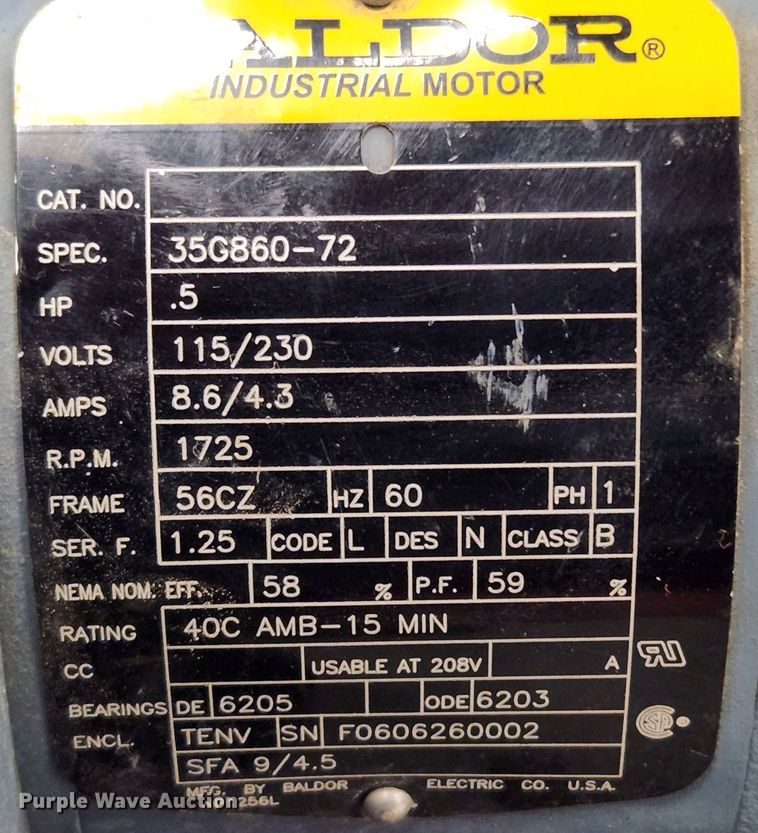 ALDOR®
INDUSTRIAL MOTOR
CAT. NO.
SPEC. 35G860-72
HP .5
VOLTS 115/230
AMPS 8.6/4.3
R.P.M. 1725
FRAME 56CZ HZ 60 PH 1
SER. F. 1.25 CODE L DES N CLASS B
NEMA NOM. EFF. 58 % P.F. 59 %
RATING 40C AMB-15 MIN
CC USABLE AT 208V A
BEARINGS DE 6205 ODE 6203
ENCL. TENV SN F0606260002
SFA 9/4.5
MFG. BY BALDOR ELECTRIC CO. U.S.A.
Purple Wave Auction